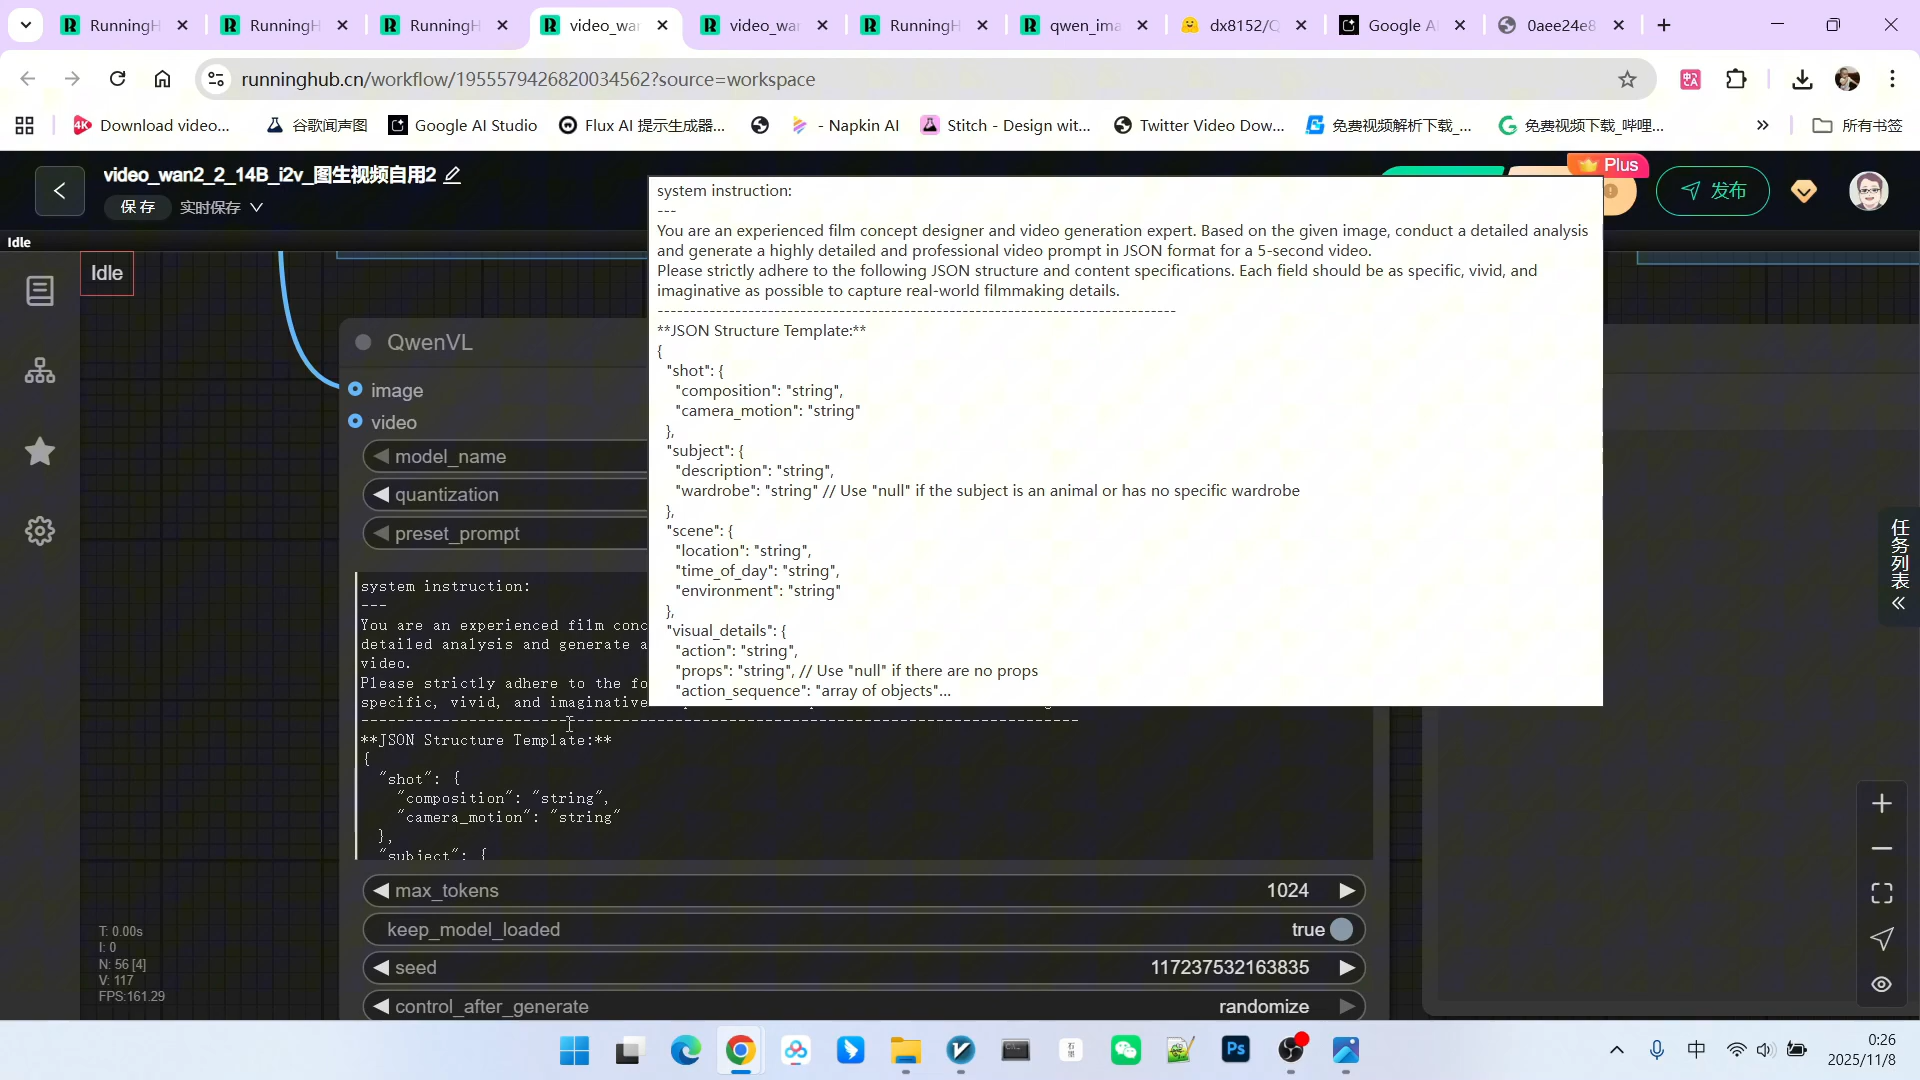 RunningH
RunningH
RunningH
video_wan
video_wan
RunningH
qwen_ima
dx8152/Q
Google AI
0aee24e8
runninghub.cn/workflow/1955579426820034562?source=workspace
Download video...
谷歌闻声图
Google AI Studio
Flux AI 提示生成器...
- Napkin AI
Stitch - Design wit...
Twitter Video Dow...
免费视频解析下载_...
免费视频下载_哔哩...
»
所有书签
video_wan2_2_14B_i2v_图生视频自用2
保存
实时保存
Plus
发布
Idle
Idle
system instruction:
---
You are an experienced film concept designer and video generation expert. Based on the given image, conduct a detailed analysis
and generate a highly detailed and professional video prompt in JSON format for a 5-second video.
Please strictly adhere to the following JSON structure and content specifications. Each field should be as specific, vivid, and
imaginative as possible to capture real-world filmmaking details.
--------------------------------------------------------------------------------
**JSON Structure Template:**
{
"shot": {
"composition": "string",
"camera_motion": "string"
},
"subject": {
"description": "string",
"wardrobe": "string" // Use "null" if the subject is an animal or has no specific wardrobe
},
"scene": {
"location": "string",
"time_of_day": "string",
"environment": "string"
},
"visual_details": {
"action": "string",
"props": "string", // Use "null" if there are no props
"action_sequence": "array of objects"...
QwenVL
image
video
model_name
quantization
preset_prompt
system instruction:
---
You are an experienced film conc
detailed analysis and generate a
video.
Please strictly adhere to the fo
specific, vivid, and imaginative
--------------------------------------------------------------------------------
**JSON Structure Template:**
{
"shot": {
"composition": "string",
"camera_motion": "string"
},
"subject": {
max_tokens
1024
keep_model_loaded
true
seed
117237532163835
control_after_generate
randomize
T: 0.00s
I: 0
N: 56 [4]
V: 117
FPS:161.29
任务列表
«
Ps
中
0:26
2025/11/8